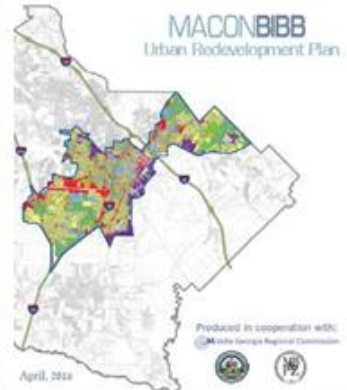 MACONBIBB
Urban Redevelopment Plan
Produced in cooperation with:
Middle Georgia Regional Commission
April, 2016